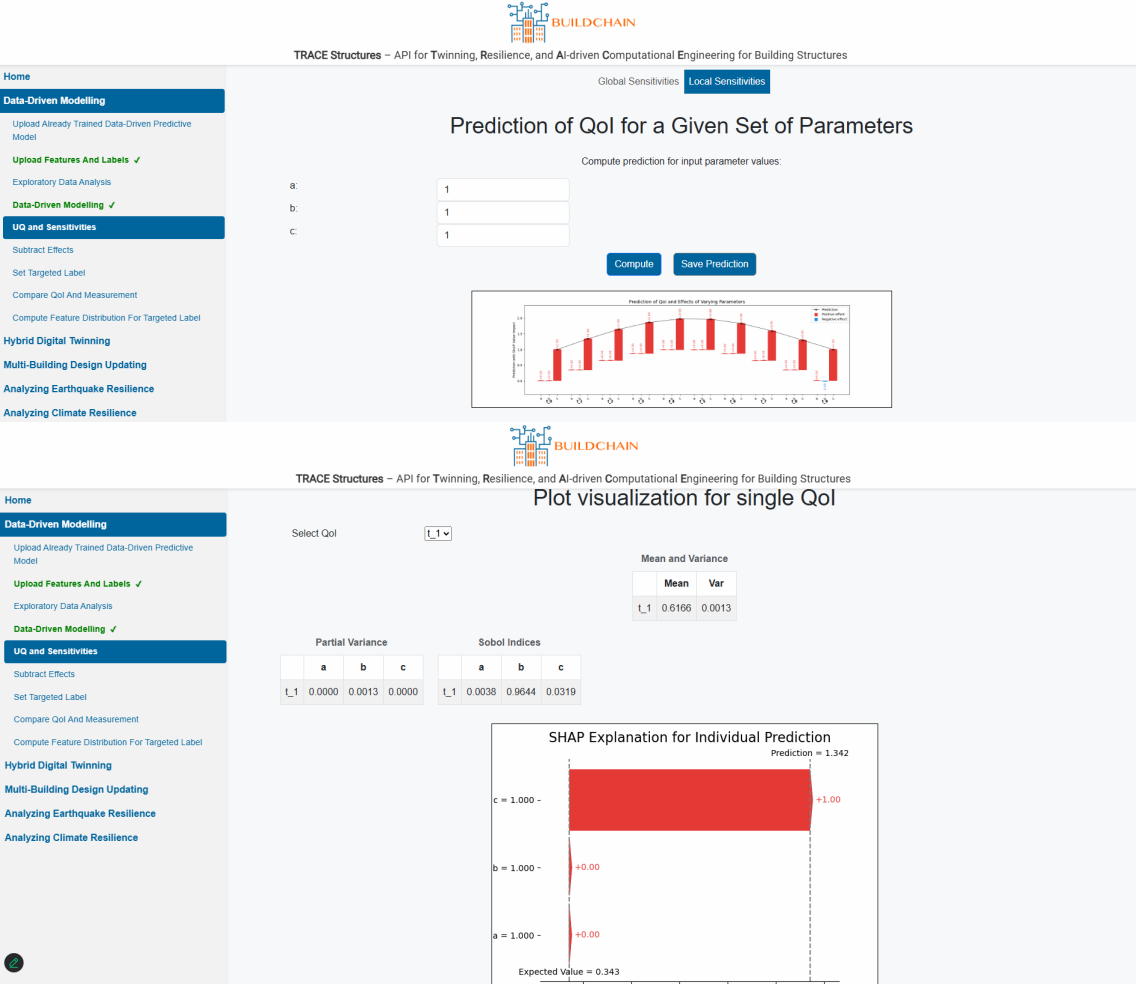 BUILDCHAIN
TRACE Structures – API for Twinning, Resilience, and AI-driven Computational Engineering for Building Structures
Home
Data-Driven Modelling
Upload Already Trained Data-Driven Predictive
Model
Upload Features And Labels ✓
Exploratory Data Analysis
Data-Driven Modelling ✓
UQ and Sensitivities
Subtract Effects
Set Targeted Label
Compare QoI And Measurement
Compute Feature Distribution For Targeted Label
Hybrid Digital Twinning
Multi-Building Design Updating
Analyzing Earthquake Resilience
Analyzing Climate Resilience
Global Sensitivities Local Sensitivities
Prediction of QoI for a Given Set of Parameters
Compute prediction for input parameter values:
a: 1
b: 1
c: 1
Compute Save Prediction
Prediction of QoI and Effects of Varying Parameters
Prediction
Positive effect
Negative effect
BUILDCHAIN
TRACE Structures – API for Twinning, Resilience, and AI-driven Computational Engineering for Building Structures
Home
Data-Driven Modelling
Upload Already Trained Data-Driven Predictive
Model
Upload Features And Labels ✓
Exploratory Data Analysis
Data-Driven Modelling ✓
UQ and Sensitivities
Subtract Effects
Set Targeted Label
Compare QoI And Measurement
Compute Feature Distribution For Targeted Label
Hybrid Digital Twinning
Multi-Building Design Updating
Analyzing Earthquake Resilience
Analyzing Climate Resilience
Plot visualization for single QoI
Select QoI t_1
Mean and Variance
Mean Var
t_1 0.6166 0.0013
Partial Variance
a b c
t_1 0.0000 0.0013 0.0000
Sobol Indices
a b c
t_1 0.0038 0.9644 0.0319
SHAP Explanation for Individual Prediction
Prediction = 1.342
c = 1.000
+1.00
b = 1.000
+0.00
a = 1.000
+0.00
Expected Value = 0.343